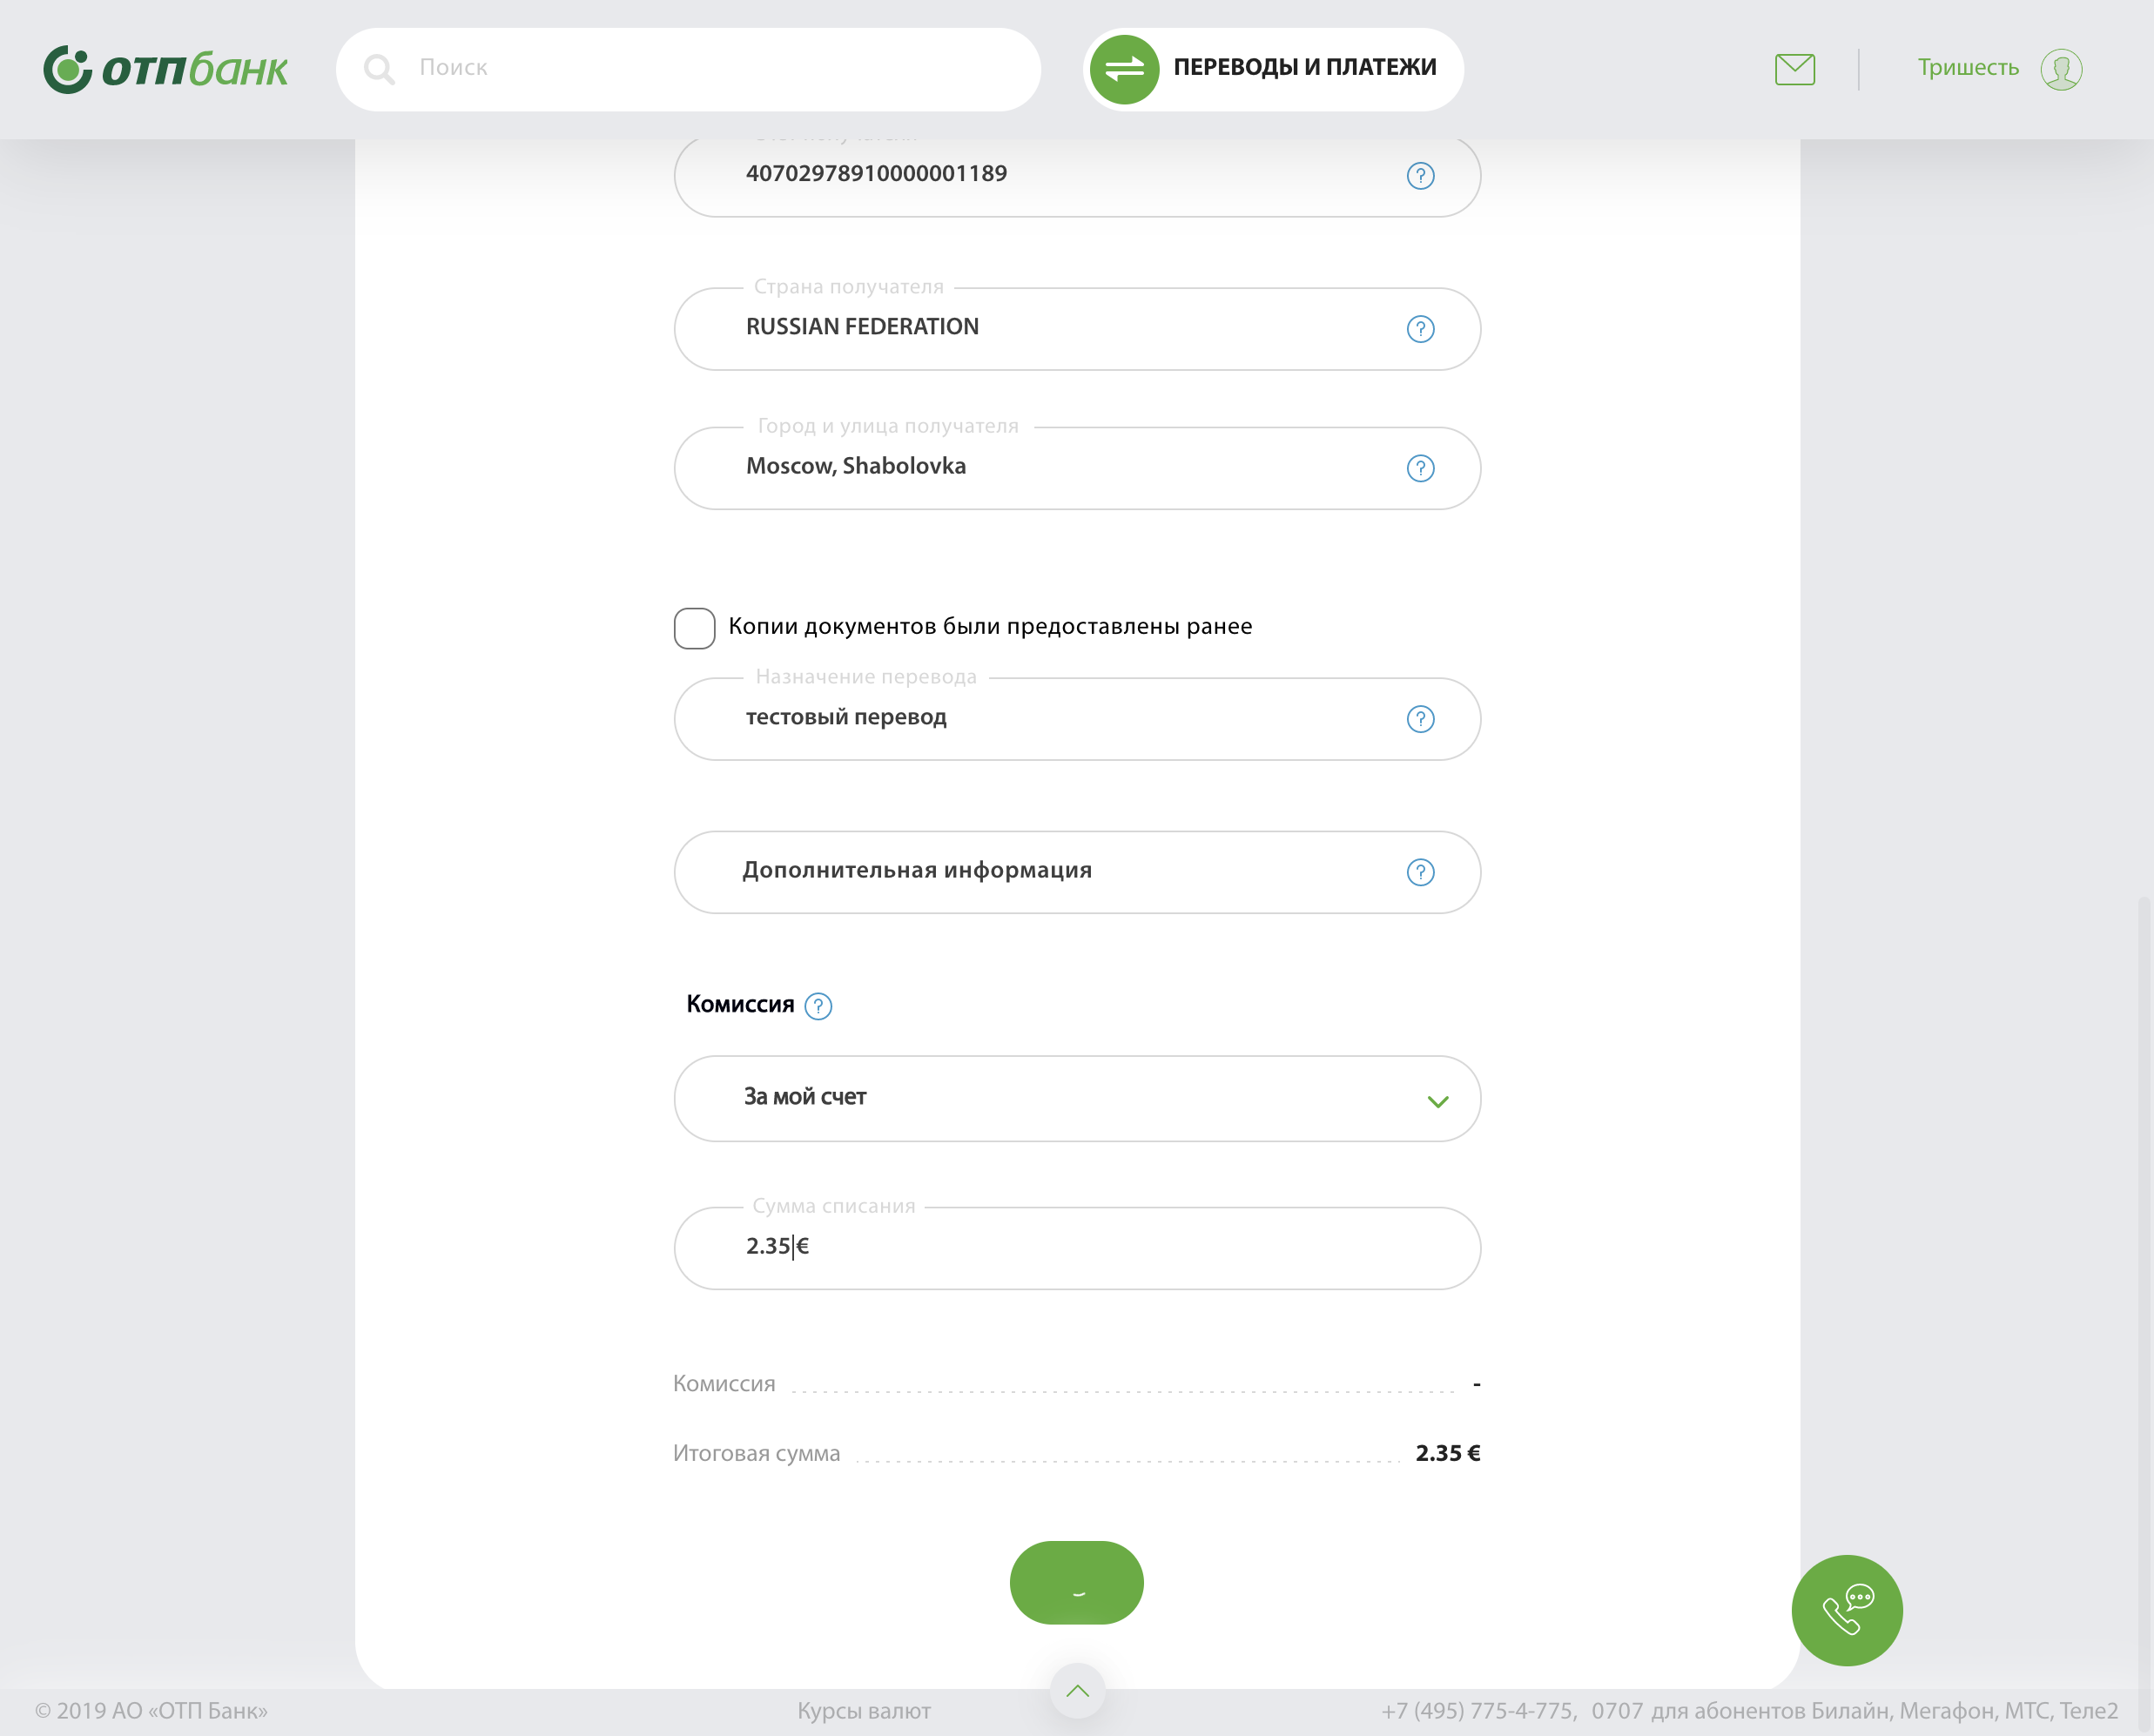 ОТПбанк
Поиск
ПЕРЕВОДЫ И ПЛАТЕЖИ
Тришесть
40702978910000001189
Страна получателя
RUSSIAN FEDERATION
Город и улица получателя
Moscow, Shabolovka
Копии документов были предоставлены ранее
Назначение перевода
тестовый перевод
Дополнительная информация
Комиссия
За мой счет
Сумма списания
2.35 €
Комиссия -
Итоговая сумма 2.35 €
© 2019 АО «ОТП Банк»
Курсы валют
+7 (495) 775-4-775, 0707 для абонентов Билайн, Мегафон, МТС, Теле2